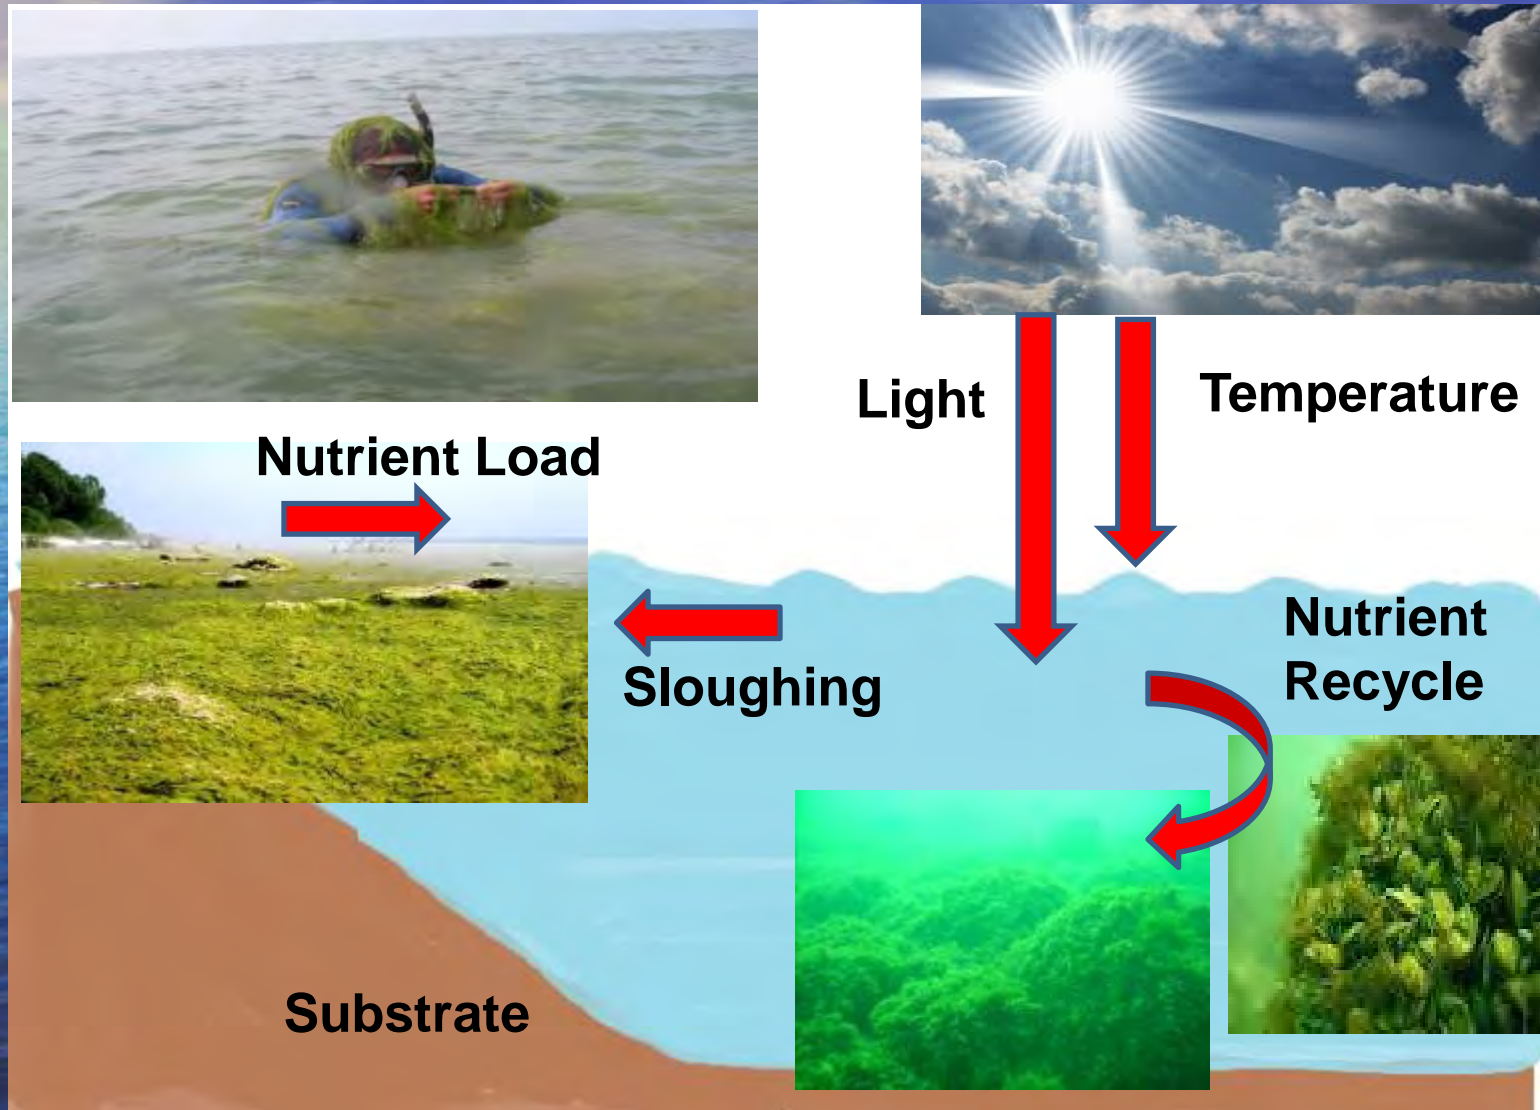 Light
Temperature
Nutrient Load
Nutrient
Recycle
Sloughing
Substrate